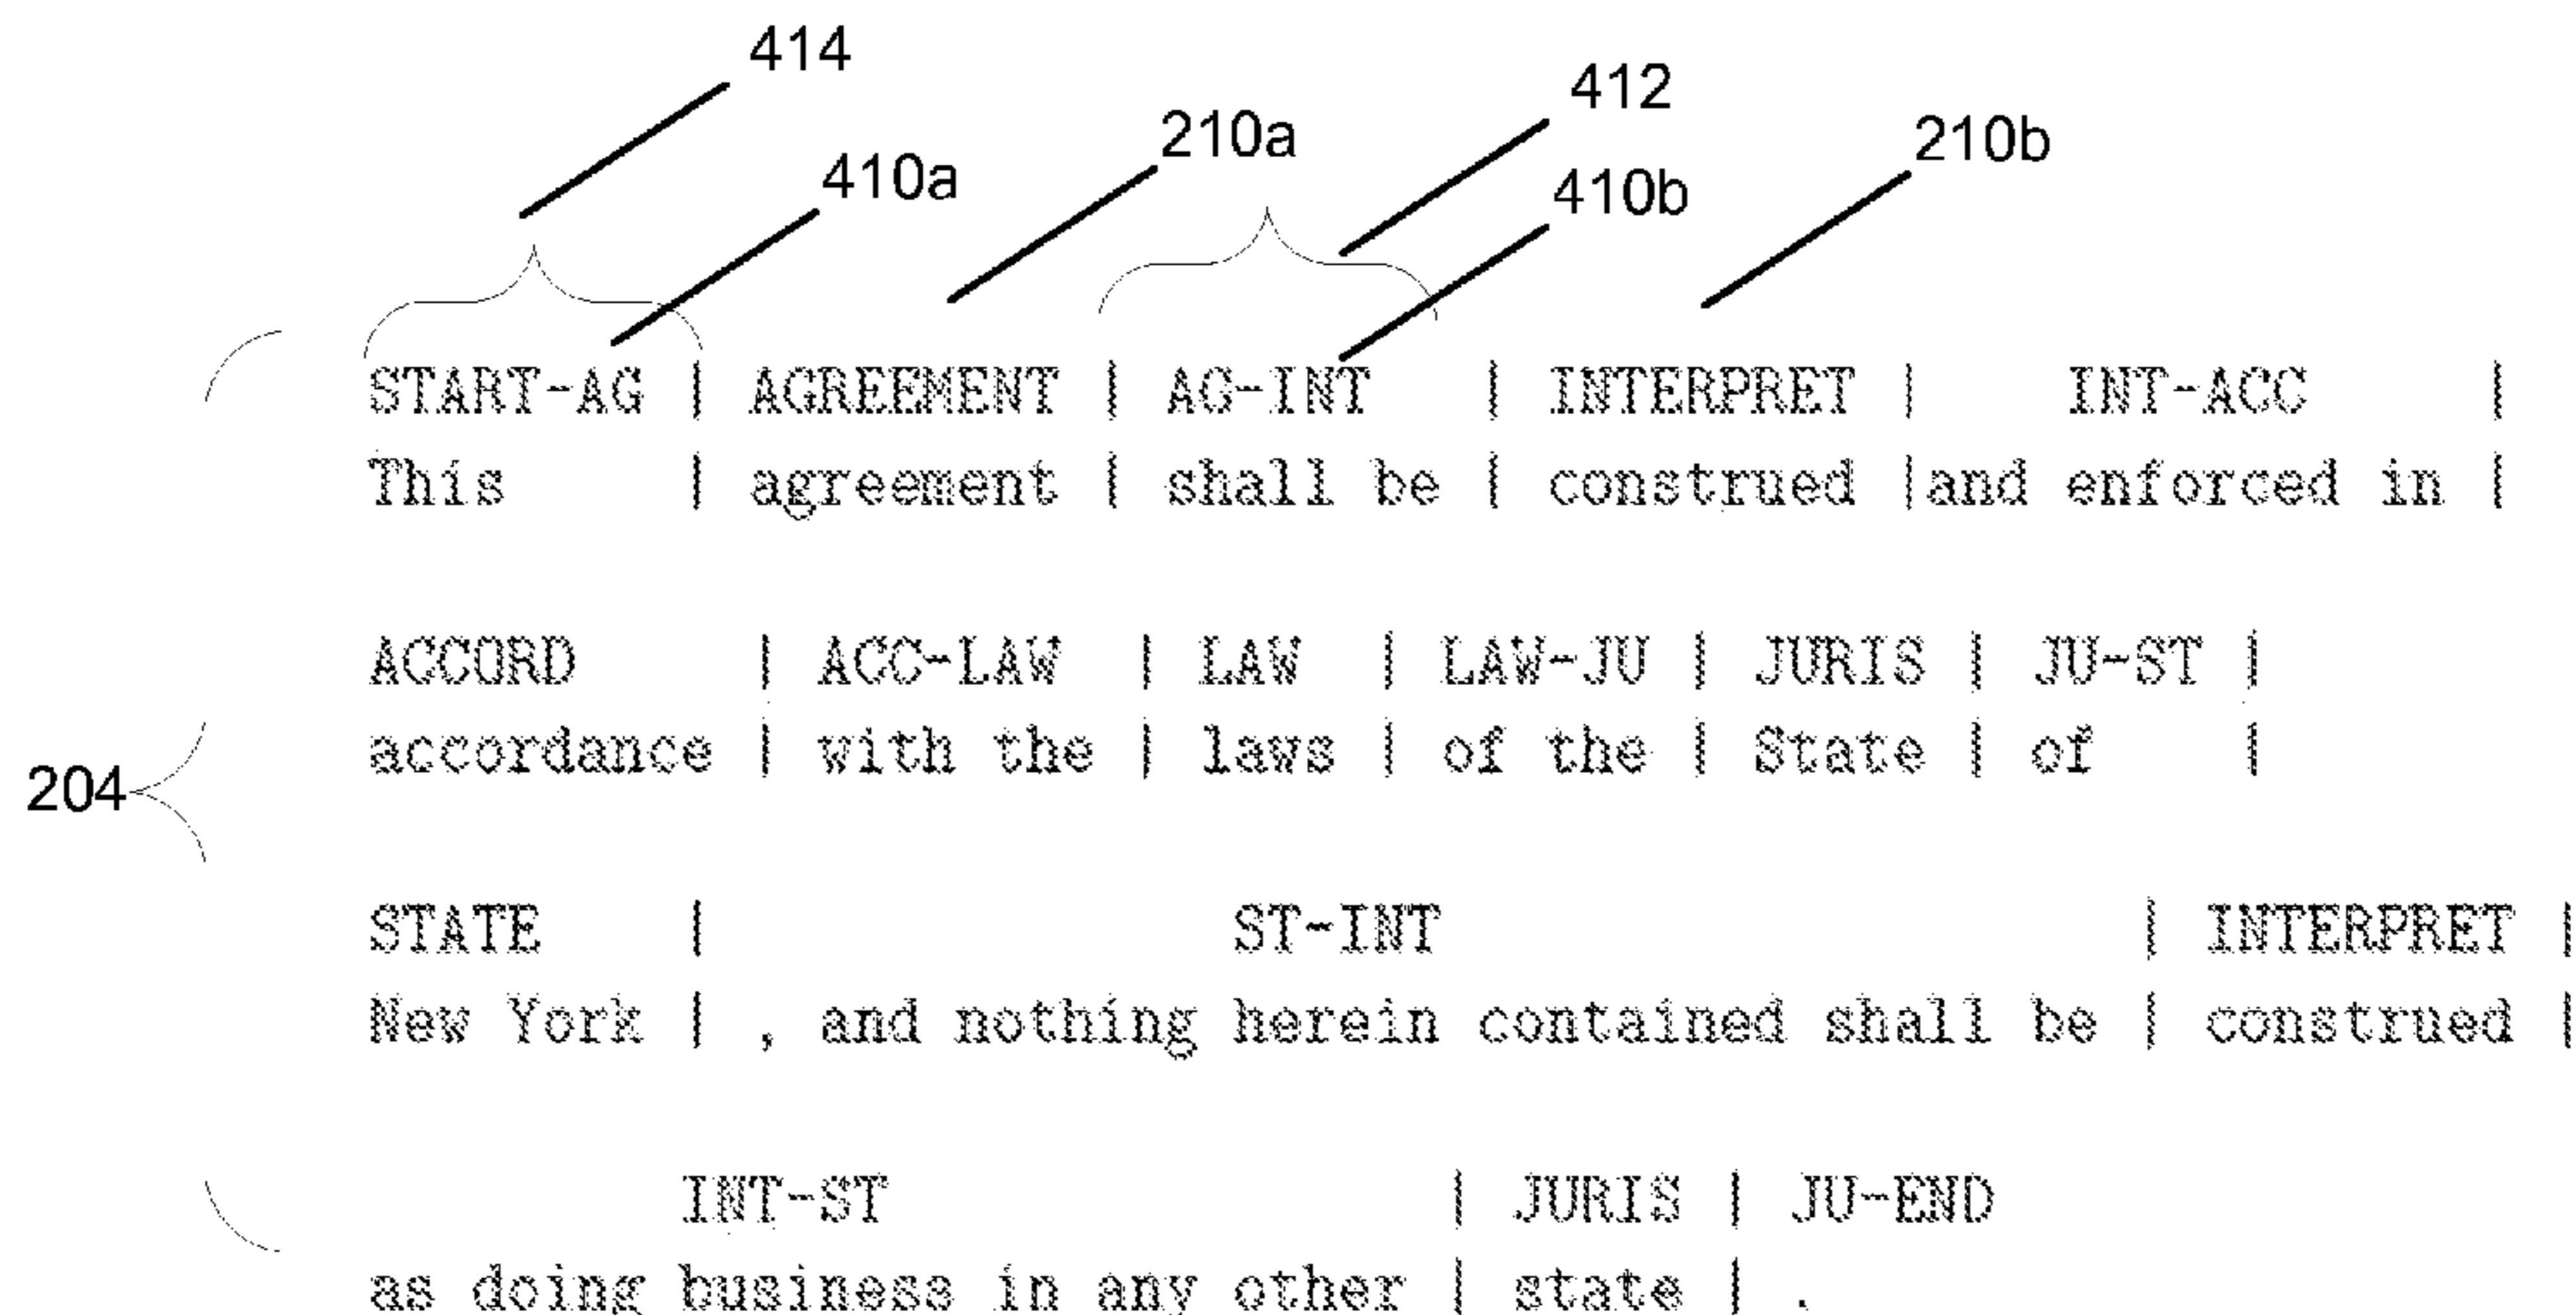 414
412
210a
210b
410a
410b
START-AG | AGREEMENT | AG-INT | INTERPRET | INT-ACC |
This | agreement | shall be | construed |and enforced in |
ACCORD | ACC-LAW | LAW | LAW-JU | JURIS | JU-ST |
accordance | with the | laws | of the | State | of |
204
STATE | ST-INT | INTERPRET |
New York | , and nothing herein contained shall be | construed |
INT-ST | JURIS | JU-END
as doing business in any other | state | .